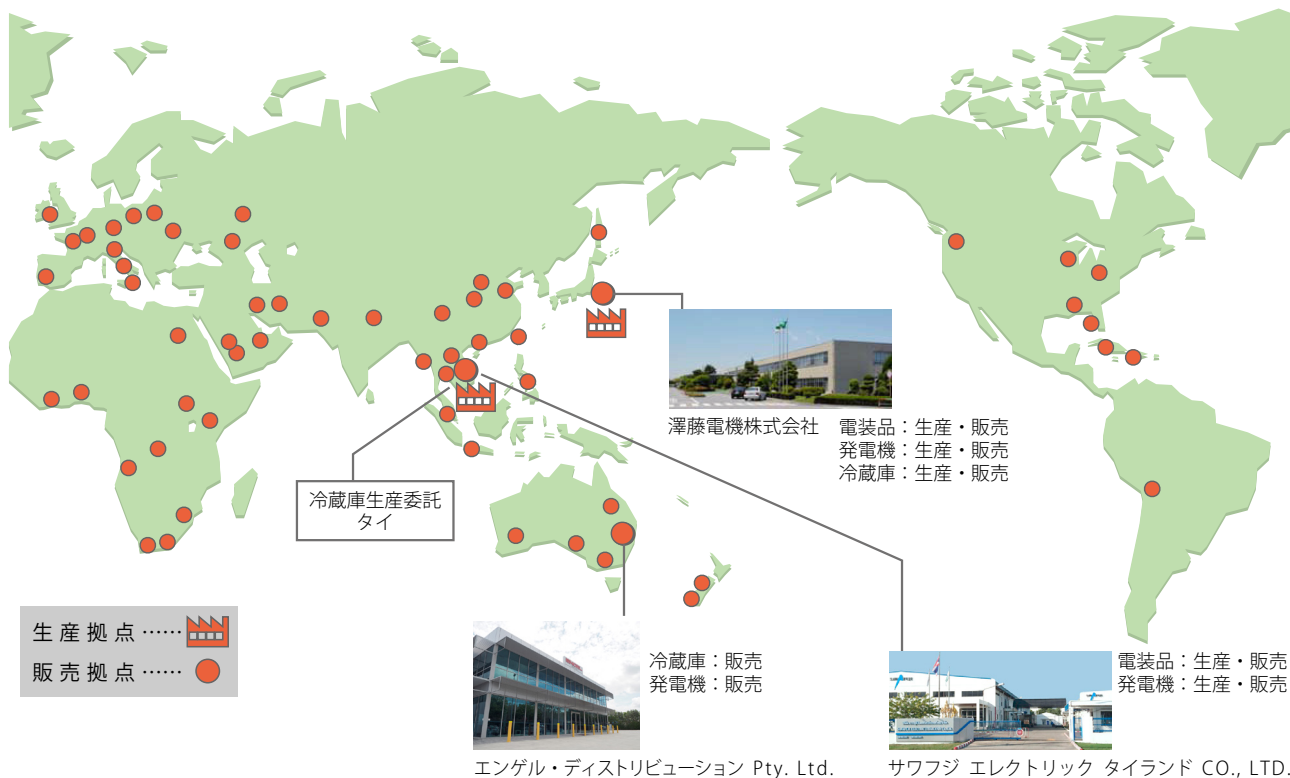 澤藤電機株式会社
電装品：生産・販売
発電機：生産・販売
冷蔵庫：生産・販売
冷蔵庫生産委託
タイ
生産拠点……
販売拠点……
冷蔵庫：販売
発電機：販売
エンゲル・ディストリビューション Pty. Ltd.
電装品：生産・販売
発電機：生産・販売
サワフジ エレクトリック タイランド CO., LTD.